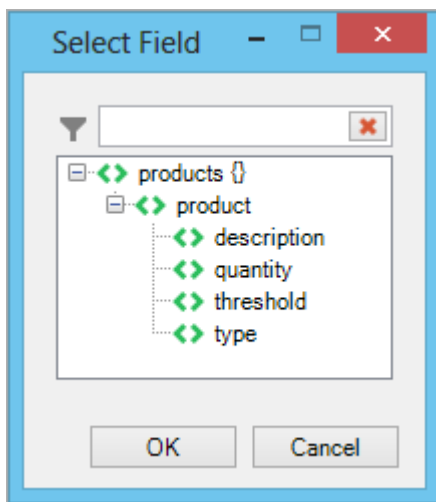 Select Field
products {}
product
description
quantity
threshold
type
OK Cancel